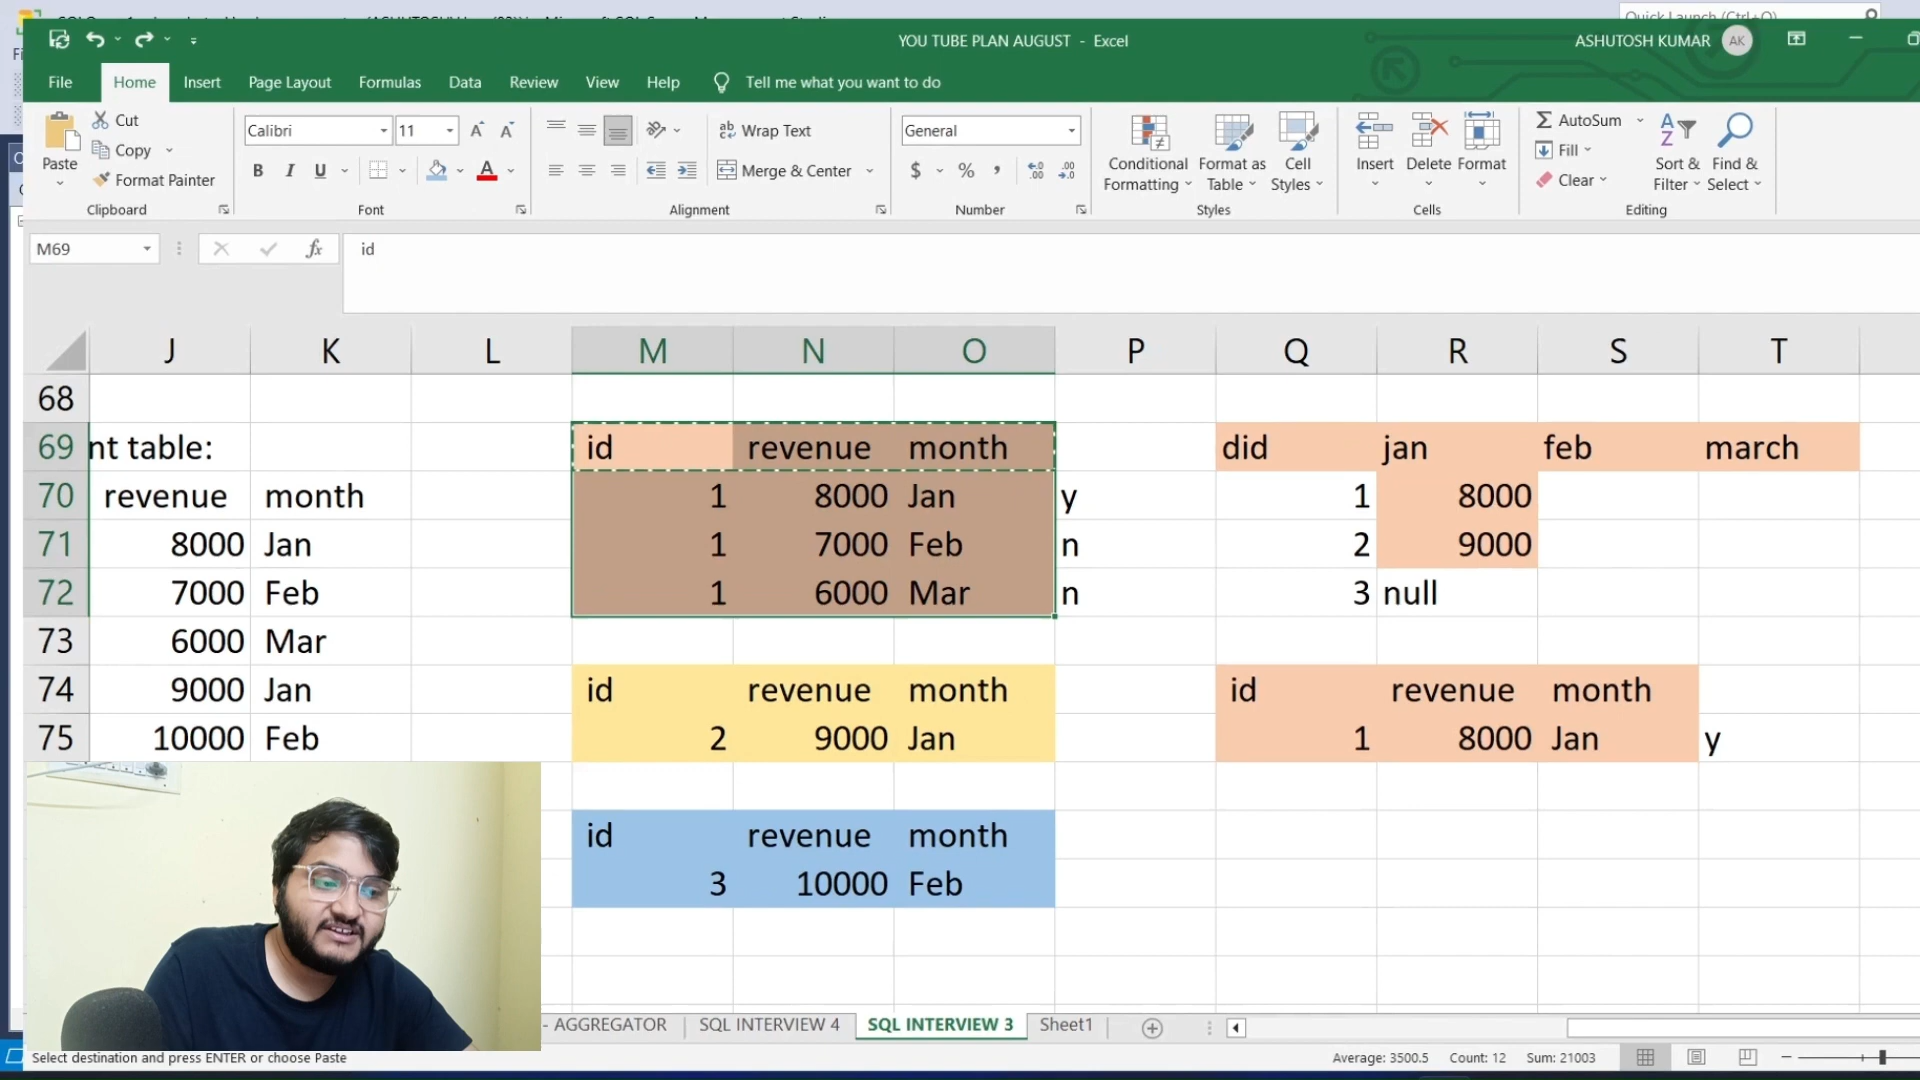 Quick Launch (Ctrl+Q)
YOU TUBE PLAN AUGUST - Excel
ASHUTOSH KUMAR AK
File Home Insert Page Layout Formulas Data Review View Help Tell me what you want to do
Paste
Cut
Copy
Format Painter
Clipboard
Calibri 11 A A
B I U A
Font
ab Wrap Text
Merge & Center
Alignment
General
$ % ,
Number
Conditional Formatting
Format as Table
Cell Styles
Styles
Insert Delete Format
Cells
AutoSum
Fill
Clear
Sort & Filter
Find & Select
Editing
M69 fx id
J K L M N O P Q R S T
68
69 nt table: id revenue month did jan feb march
70 revenue month 1 8000 Jan y 1 8000
71 8000 Jan 1 7000 Feb n 2 9000
72 7000 Feb 1 6000 Mar n 3 null
73 6000 Mar
74 9000 Jan id revenue month id revenue month
75 10000 Feb 2 9000 Jan 1 8000 Jan y
id revenue month
3 10000 Feb
- AGGREGATOR SQL INTERVIEW 4 SQL INTERVIEW 3 Sheet1
Select destination and press ENTER or choose Paste Average: 3500.5 Count: 12 Sum: 21003